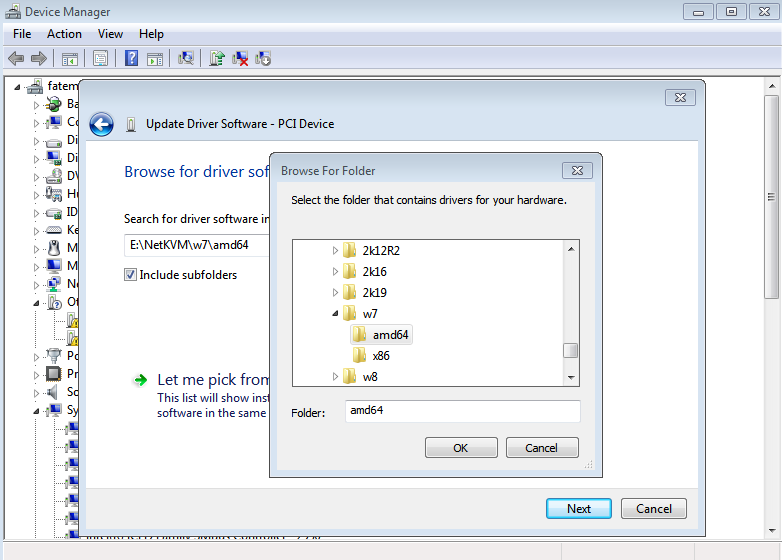 Device Manager
File Action View Help
fatem
Ba
Co
Di
Di
DV
Hu
ID
Ke
M
M
Ne
Ot
Po
Pr
So
Sy
Update Driver Software - PCI Device
Browse for driver sof
Search for driver software in
E:\NetKVM\w7\amd64
Include subfolders
Let me pick from
This list will show inst
software in the same
Next
Cancel
Browse For Folder
Select the folder that contains drivers for your hardware.
2k12R2
2k16
2k19
w7
amd64
x86
w8
Folder:
amd64
OK
Cancel